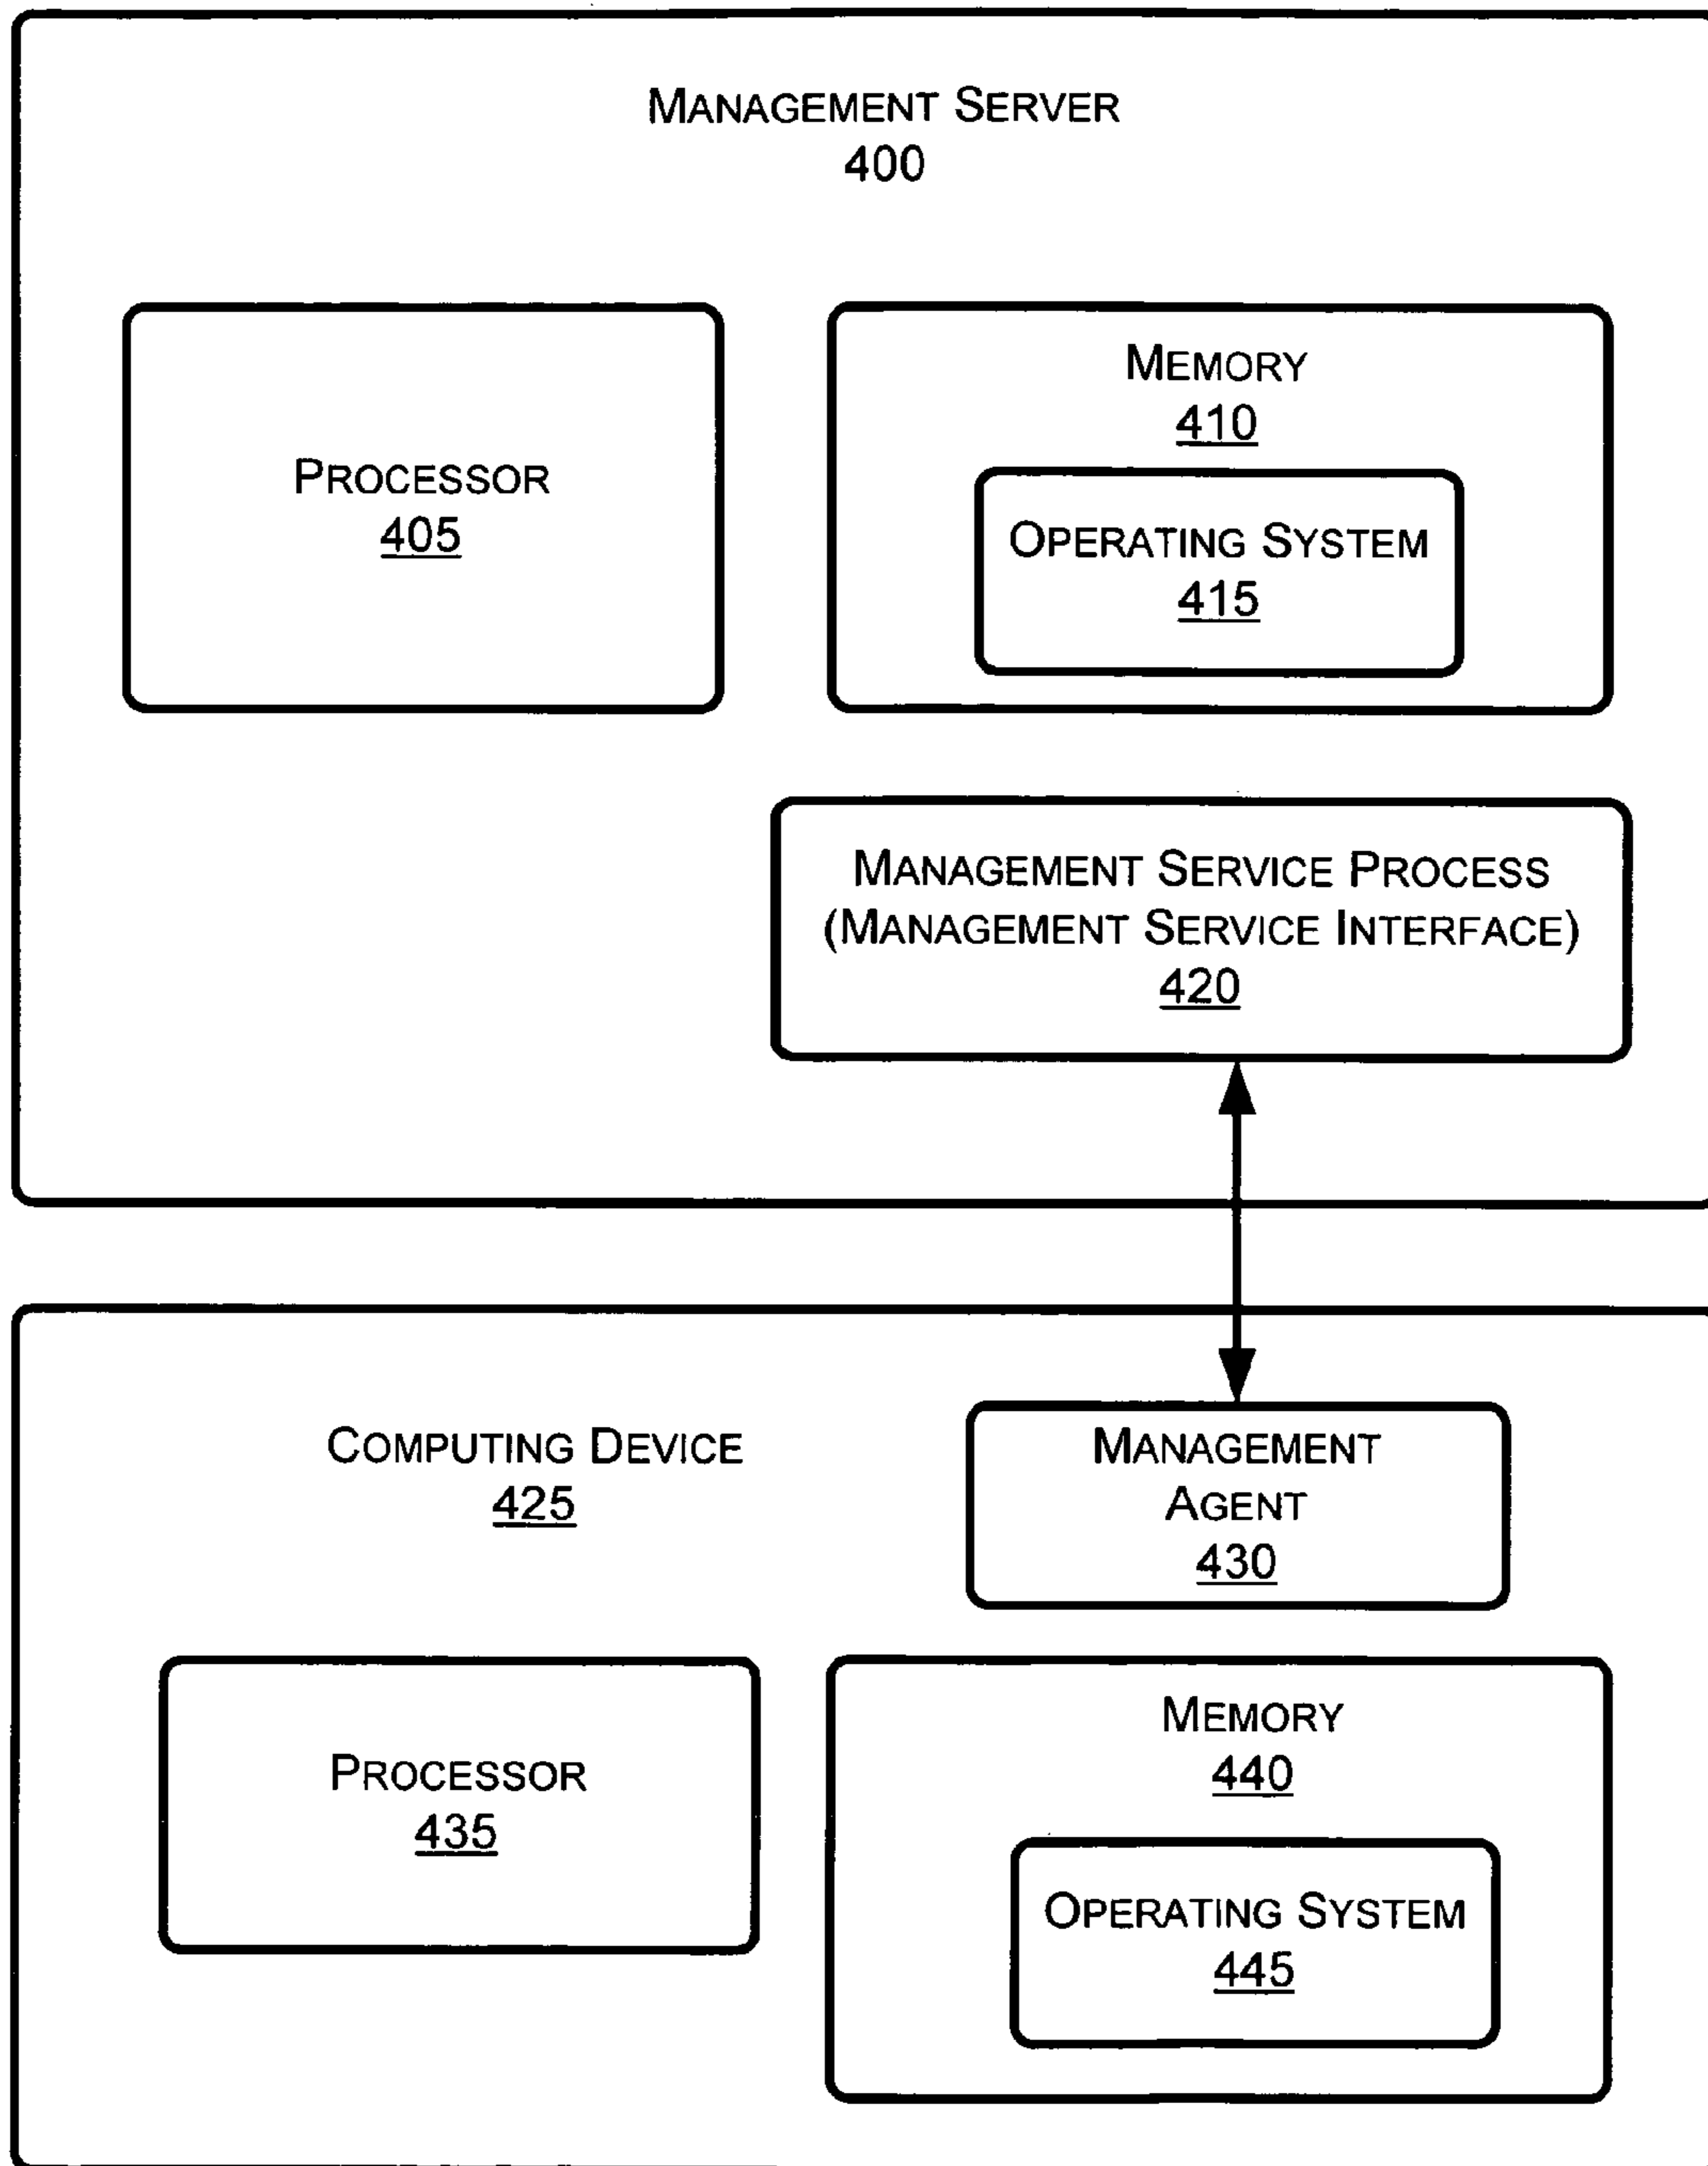 MANAGEMENT SERVER
400
PROCESSOR
405
MEMORY
410
OPERATING SYSTEM
415
MANAGEMENT SERVICE PROCESS
(MANAGEMENT SERVICE INTERFACE)
420
COMPUTING DEVICE
425
MANAGEMENT
AGENT
430
PROCESSOR
435
MEMORY
440
OPERATING SYSTEM
445